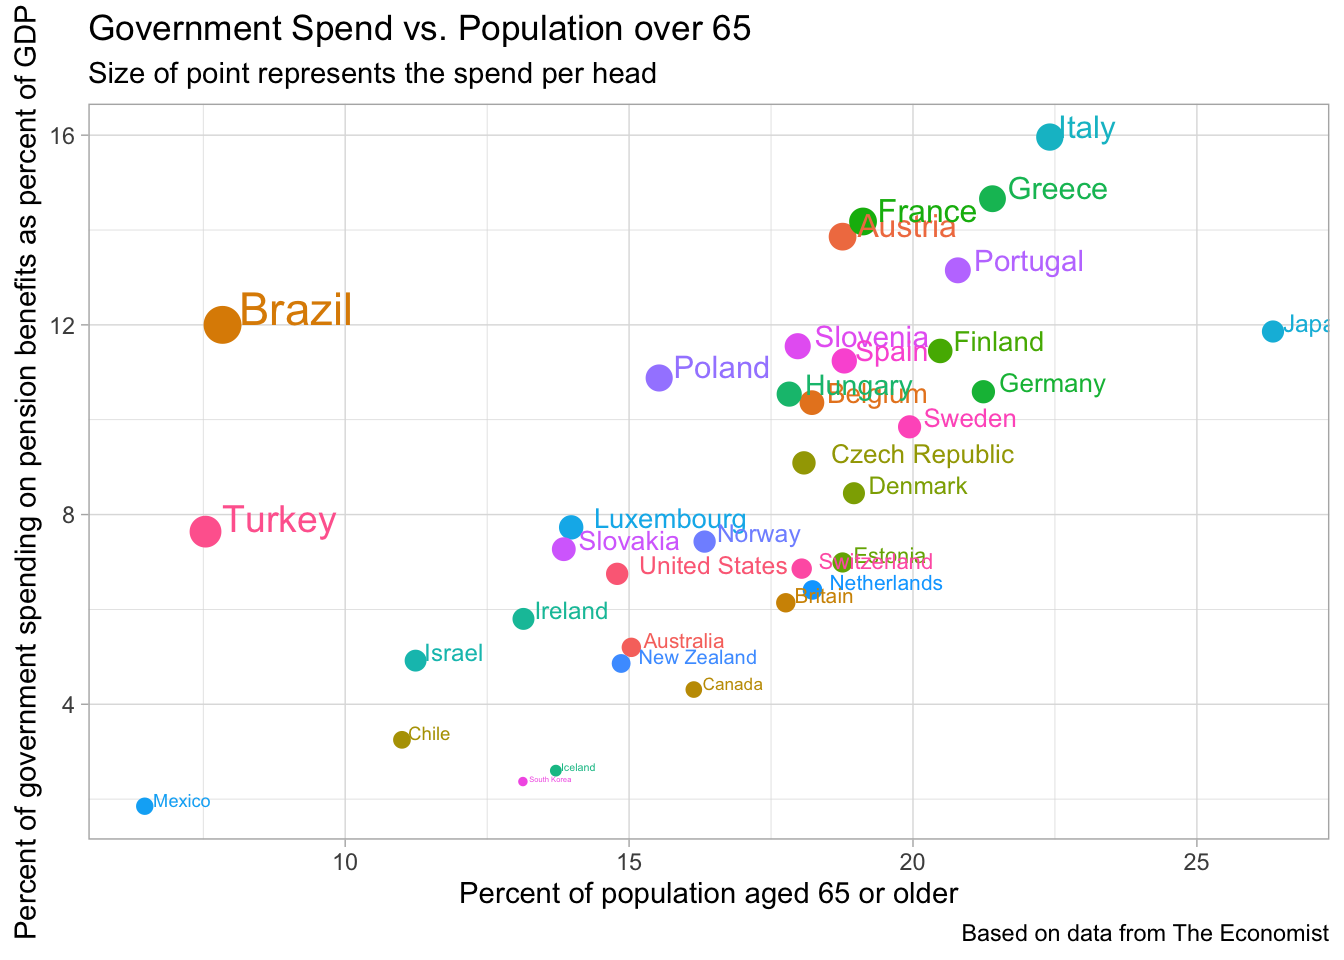 Government Spend vs. Population over 65
Size of point represents the spend per head
Percent of government spending on pension benefits as percent of GDP
16
12
8
4
Italy
Greece
France
Austria
Portugal
Brazil
Japa
Slovenia
Finland
Spain
Poland
Germany
Hungary
Belgium
Sweden
Czech Republic
Denmark
Turkey
Luxembourg
Norway
Slovakia
Estonia
Switzerland
United States
Netherlands
Britain
Ireland
Australia
Israel
New Zealand
Canada
Chile
Iceland
South Korea
Mexico
10
15
20
25
Percent of population aged 65 or older
Based on data from The Economist